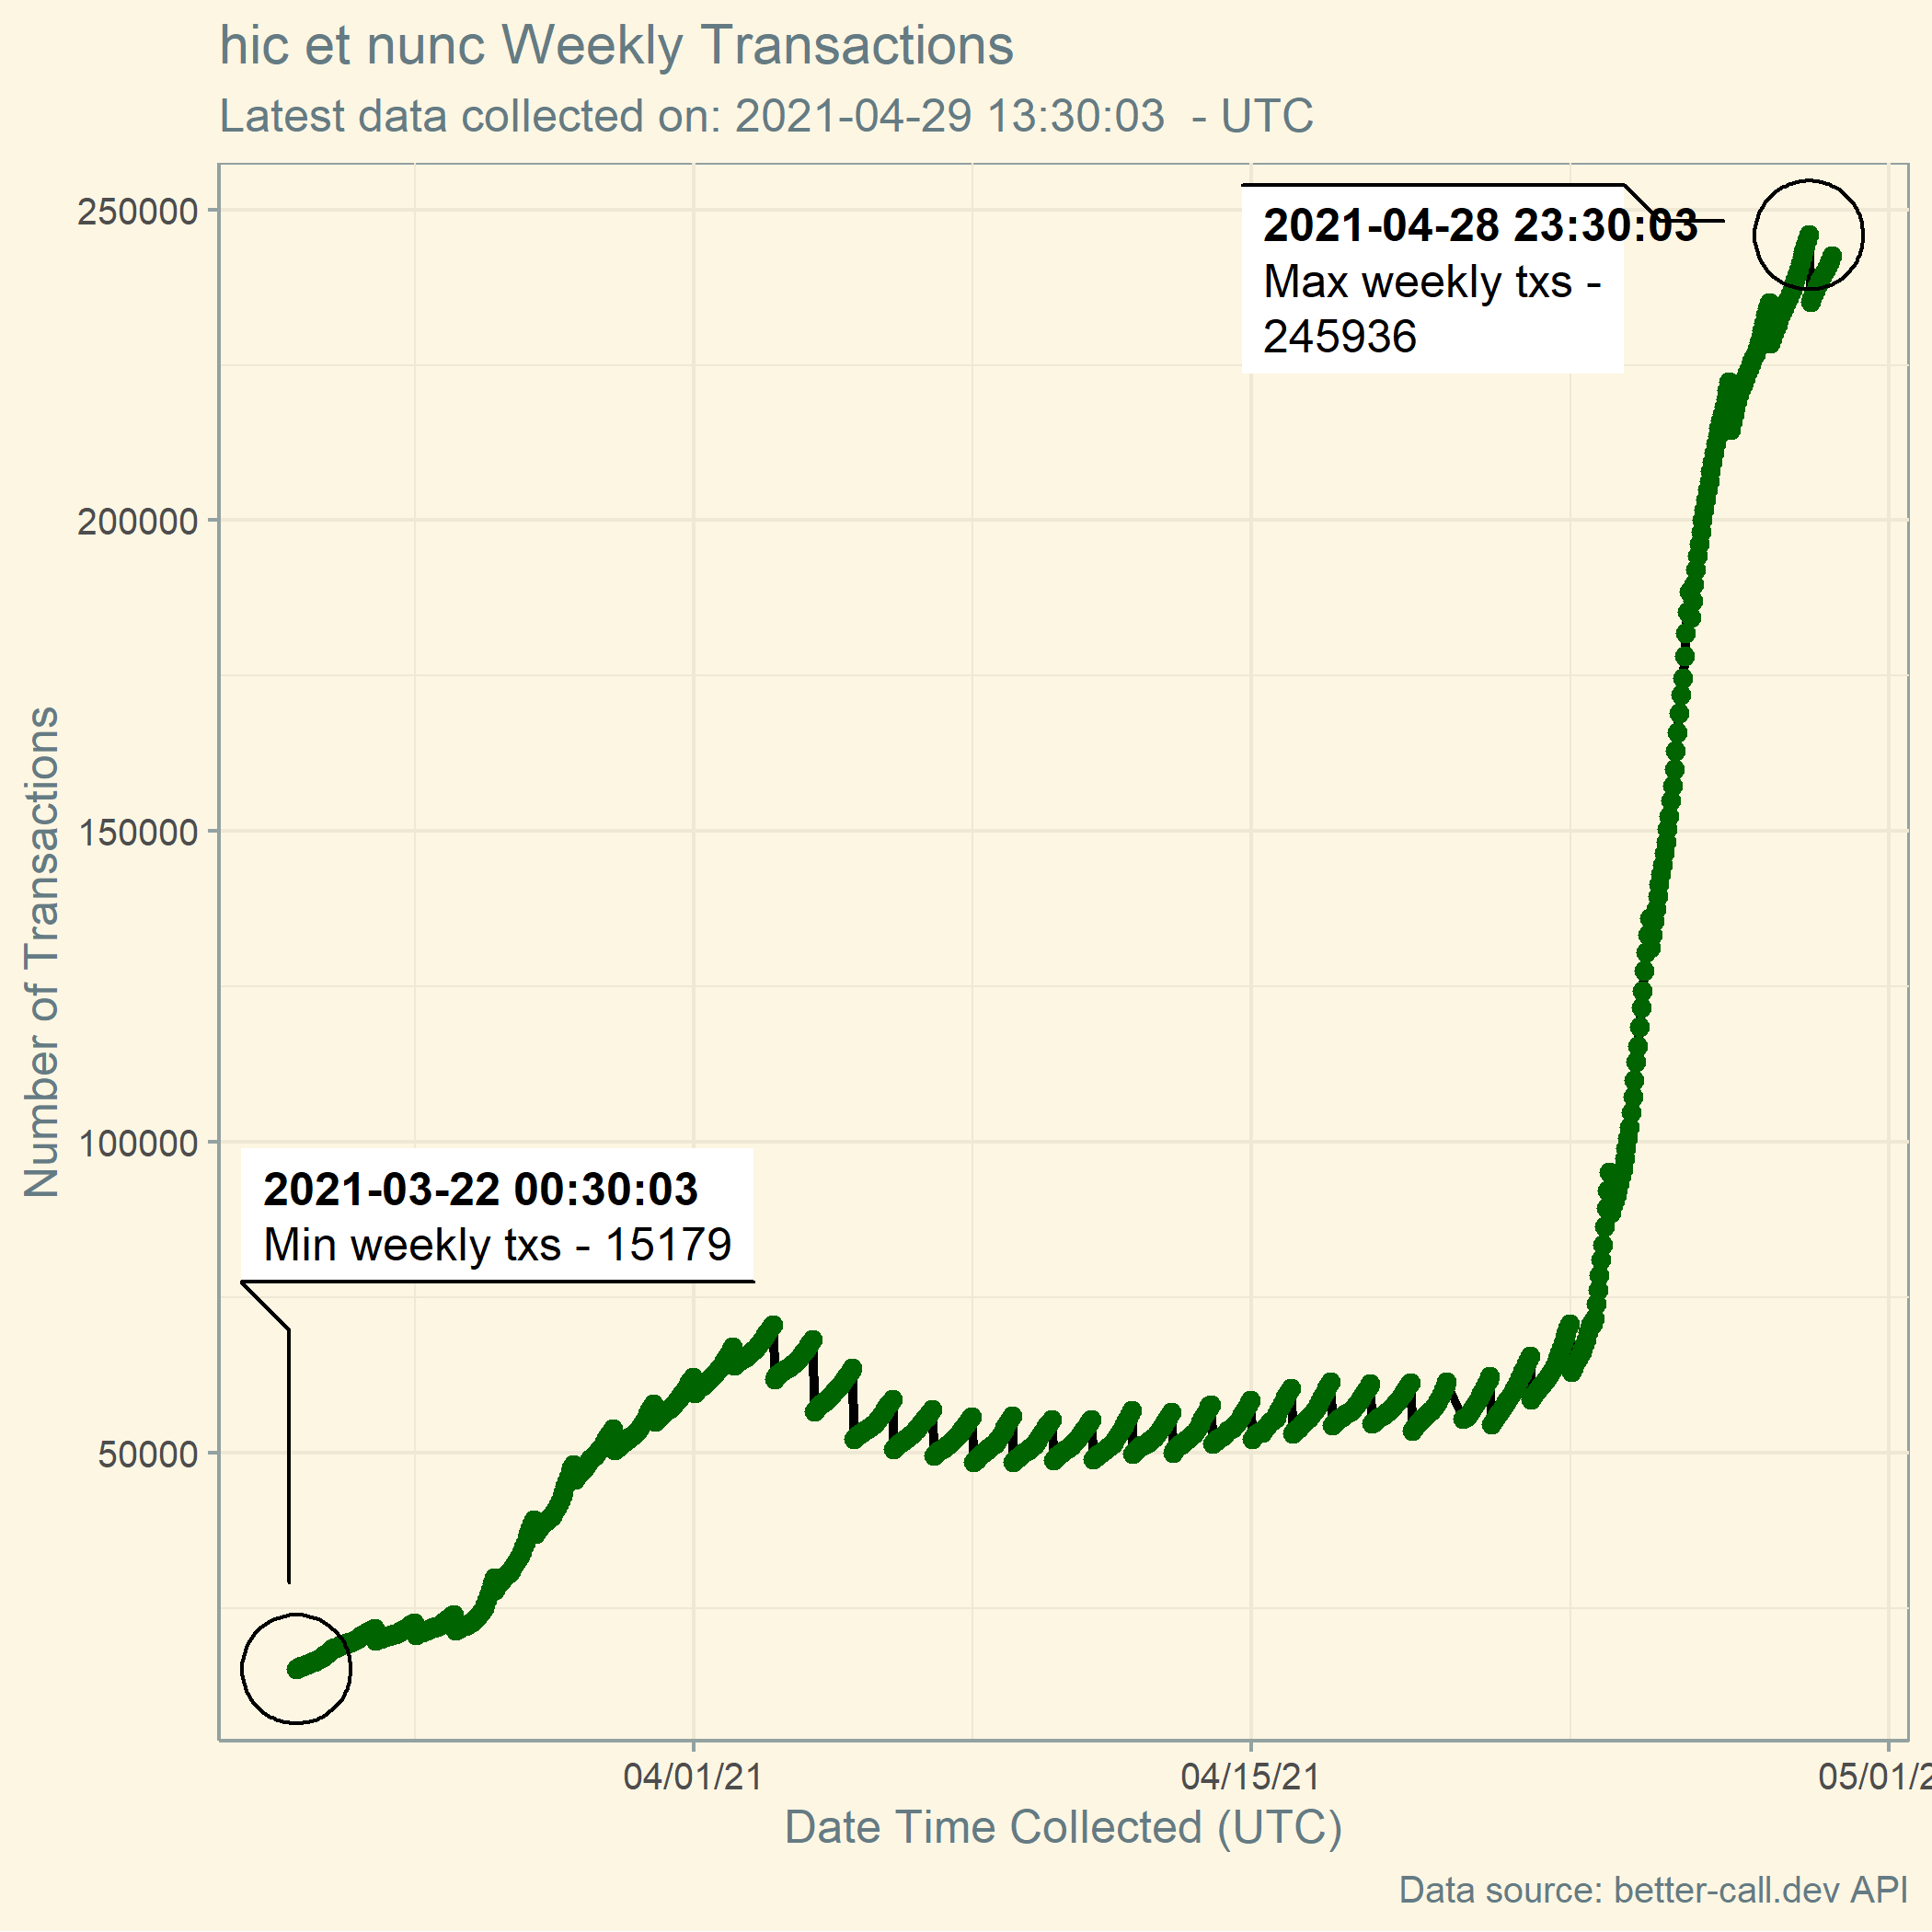 hic et nunc Weekly Transactions
Latest data collected on: 2021-04-29 13:30:03 - UTC
250000
200000
150000
100000
50000
Number of Transactions
2021-04-28 23:30:03
Max weekly txs -
245936
2021-03-22 00:30:03
Min weekly txs - 15179
04/01/21
04/15/21
05/01/2
Date Time Collected (UTC)
Data source: better-call.dev API